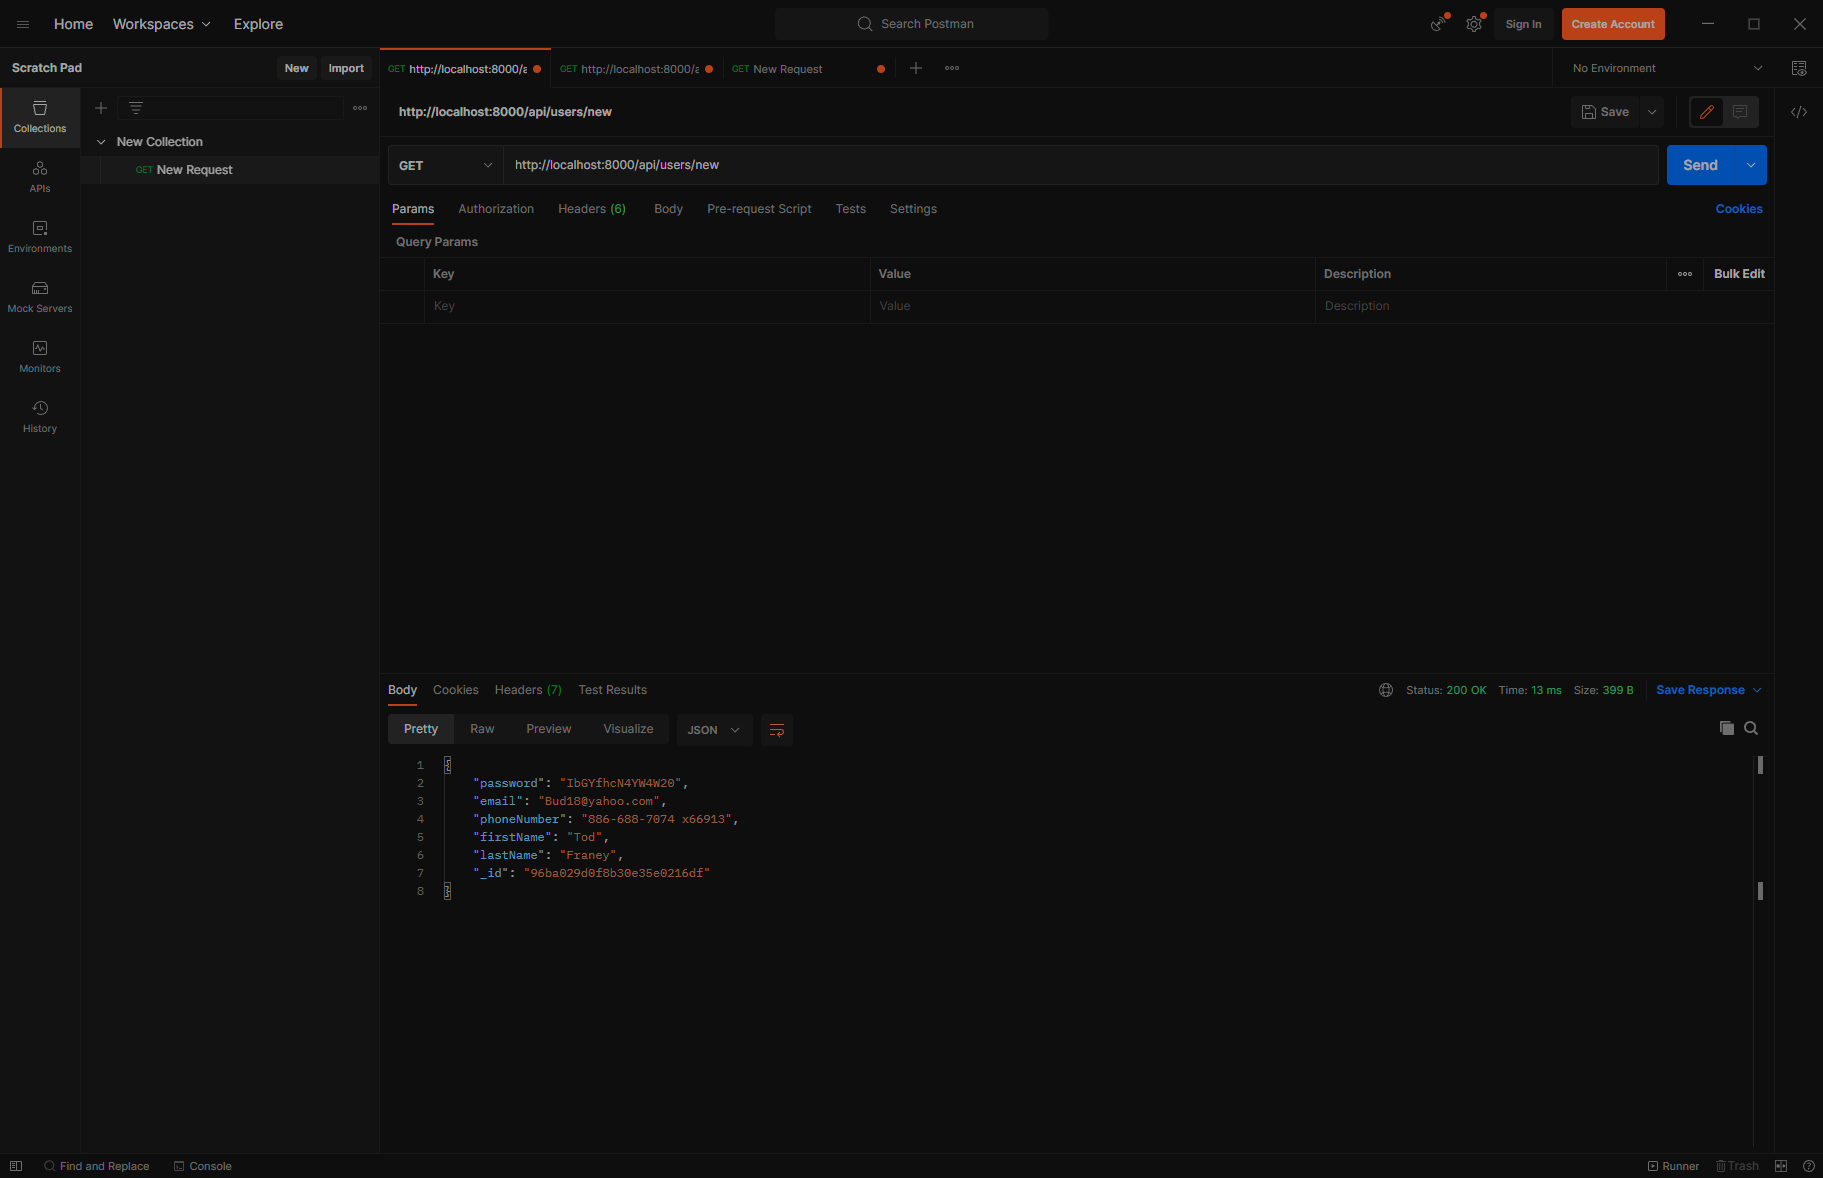 Home Workspaces Explore
Search Postman
Sign In Create Account
Scratch Pad New Import
GET http://localhost:8000/a GET http://localhost:8000/a GET New Request
No Environment
Collections
APIs
Environments
Mock Servers
Monitors
History
New Collection
GET New Request
http://localhost:8000/api/users/new
Save
GET http://localhost:8000/api/users/new Send
Params Authorization Headers (6) Body Pre-request Script Tests Settings Cookies
Query Params
Key Value Description Bulk Edit
Key Value Description
Body Cookies Headers (7) Test Results
Status: 200 OK Time: 13 ms Size: 399 B Save Response
Pretty Raw Preview Visualize JSON
1 {
2 "password": "IbGYfhcN4YW4W20",
3 "email": "Bud18@yahoo.com",
4 "phoneNumber": "886-688-7074 x66913",
5 "firstName": "Tod",
6 "lastName": "Franey",
7 "_id": "96ba029d0f8b30e35e0216df"
8 }
Find and Replace Console
Runner Trash